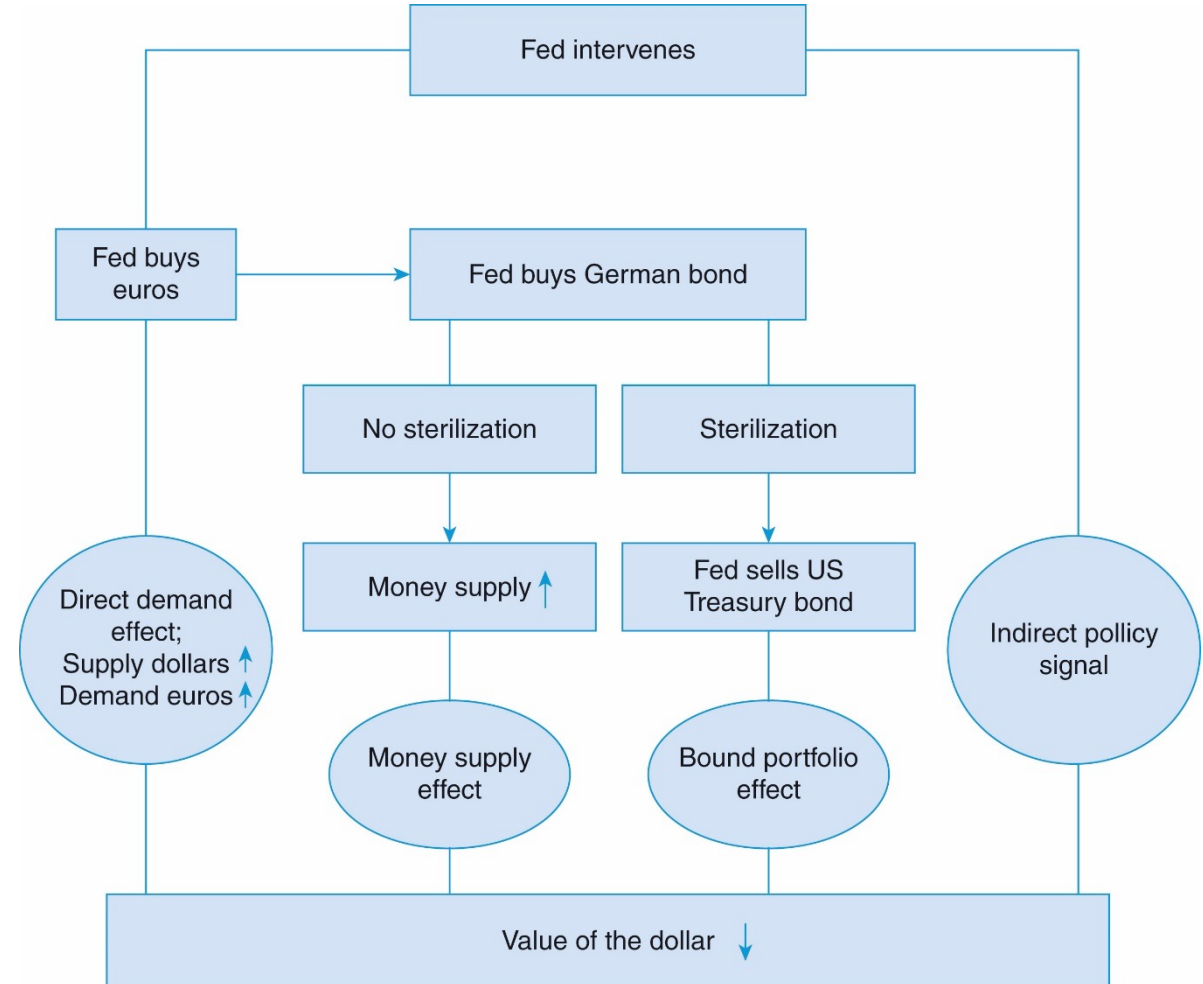 Fed intervenes
Fed buys
euros
Fed buys German bond
No sterilization
Sterilization
Money supply ↑
Fed sells US
Treasury bond
Direct demand
effect;
Supply dollars ↑
Demand euros ↑
Indirect pollicy
signal
Money supply
effect
Bound portfolio
effect
Value of the dollar ↓